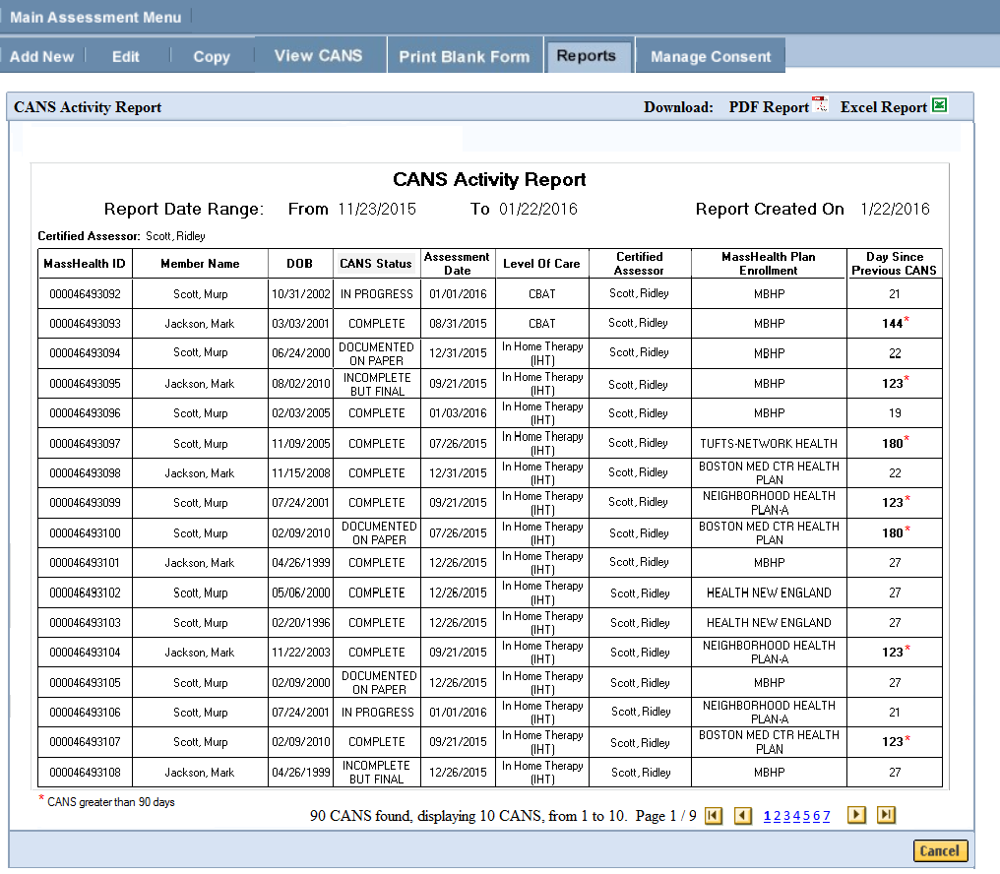 Main Assessment Menu
Add New Edit Copy View CANS Print Blank Form Reports Manage Consent
CANS Activity Report Download: PDF Report Excel Report
CANS Activity Report
Report Date Range: From 11/23/2015 To 01/22/2016 Report Created On 1/22/2016
Certified Assessor: Scott, Ridley
MassHealth ID Member Name DOB CANS Status Assessment Date Level Of Care Certified Assessor MassHealth Plan Enrollment Day Since Previous CANS
000046493092 Scott, Murp 10/31/2002 IN PROGRESS 01/01/2016 CBAT Scott, Ridley MBHP 21
000046493093 Jackson, Mark 03/03/2001 COMPLETE 08/31/2015 CBAT Scott, Ridley MBHP 144*
000046493094 Scott, Murp 06/24/2000 DOCUMENTED ON PAPER 12/31/2015 In Home Therapy (IHT) Scott, Ridley MBHP 22
000046493095 Jackson, Mark 08/02/2010 INCOMPLETE BUT FINAL 09/21/2015 In Home Therapy (IHT) Scott, Ridley MBHP 123*
000046493096 Scott, Murp 02/03/2005 COMPLETE 01/03/2016 In Home Therapy (IHT) Scott, Ridley MBHP 19
000046493097 Scott, Murp 11/09/2005 COMPLETE 07/26/2015 In Home Therapy (IHT) Scott, Ridley TUFTS-NETWORK HEALTH 180*
000046493098 Jackson, Mark 11/15/2008 COMPLETE 12/31/2015 In Home Therapy (IHT) Scott, Ridley BOSTON MED CTR HEALTH PLAN 22
000046493099 Scott, Murp 07/24/2001 COMPLETE 09/21/2015 In Home Therapy (IHT) Scott, Ridley NEIGHBORHOOD HEALTH PLAN-A 123*
000046493100 Scott, Murp 02/09/2010 DOCUMENTED ON PAPER 07/26/2015 In Home Therapy (IHT) Scott, Ridley BOSTON MED CTR HEALTH PLAN 180*
000046493101 Jackson, Mark 04/26/1999 COMPLETE 12/26/2015 In Home Therapy (IHT) Scott, Ridley MBHP 27
000046493102 Scott, Murp 05/06/2000 COMPLETE 12/26/2015 In Home Therapy (IHT) Scott, Ridley HEALTH NEW ENGLAND 27
000046493103 Scott, Murp 02/20/1996 COMPLETE 12/26/2015 In Home Therapy (IHT) Scott, Ridley HEALTH NEW ENGLAND 27
000046493104 Jackson, Mark 11/22/2003 COMPLETE 09/21/2015 In Home Therapy (IHT) Scott, Ridley NEIGHBORHOOD HEALTH PLAN-A 123*
000046493105 Scott, Murp 02/09/2000 DOCUMENTED ON PAPER 12/26/2015 In Home Therapy (IHT) Scott, Ridley MBHP 27
000046493106 Scott, Murp 07/24/2001 IN PROGRESS 01/01/2016 In Home Therapy (IHT) Scott, Ridley NEIGHBORHOOD HEALTH PLAN-A 21
000046493107 Scott, Murp 02/09/2010 COMPLETE 09/21/2015 In Home Therapy (IHT) Scott, Ridley BOSTON MED CTR HEALTH PLAN 123*
000046493108 Jackson, Mark 04/26/1999 INCOMPLETE BUT FINAL 12/26/2015 In Home Therapy (IHT) Scott, Ridley MBHP 27
* CANS greater than 90 days
90 CANS found, displaying 10 CANS, from 1 to 10. Page 1 / 9 1 2 3 4 5 6 7
Cancel